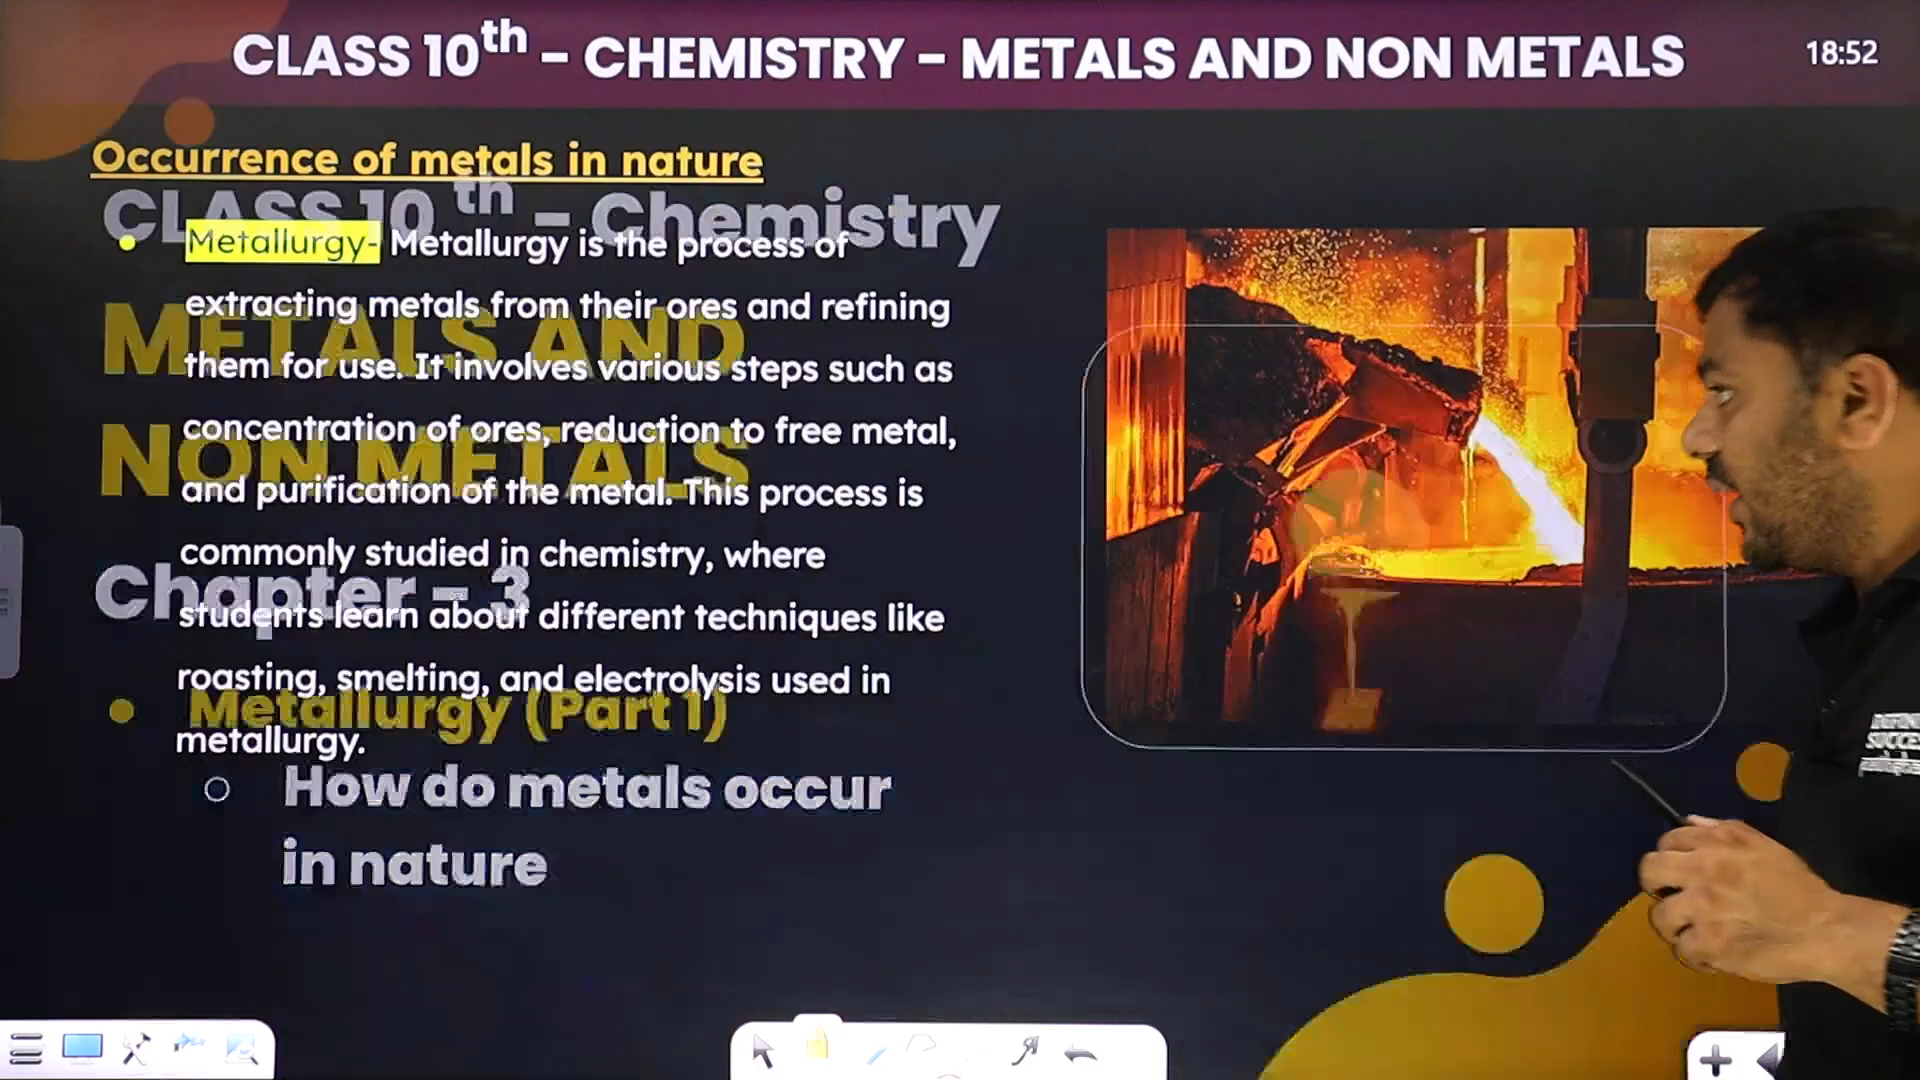 CLASS 10th – CHEMISTRY – METALS AND NON METALS
18:52
Occurrence of metals in nature
CLASS 10 th – Chemistry
Metallurgy- Metallurgy is the process of
extracting metals from their ores and refining
METALS AND
them for use. It involves various steps such as
concentration of ores, reduction to free metal,
NON METALS
and purification of the metal. This process is
commonly studied in chemistry, where
Chapter – 3
students learn about different techniques like
roasting, smelting, and electrolysis used in
Metallurgy (Part 1)
metallurgy.
How do metals occur
in nature